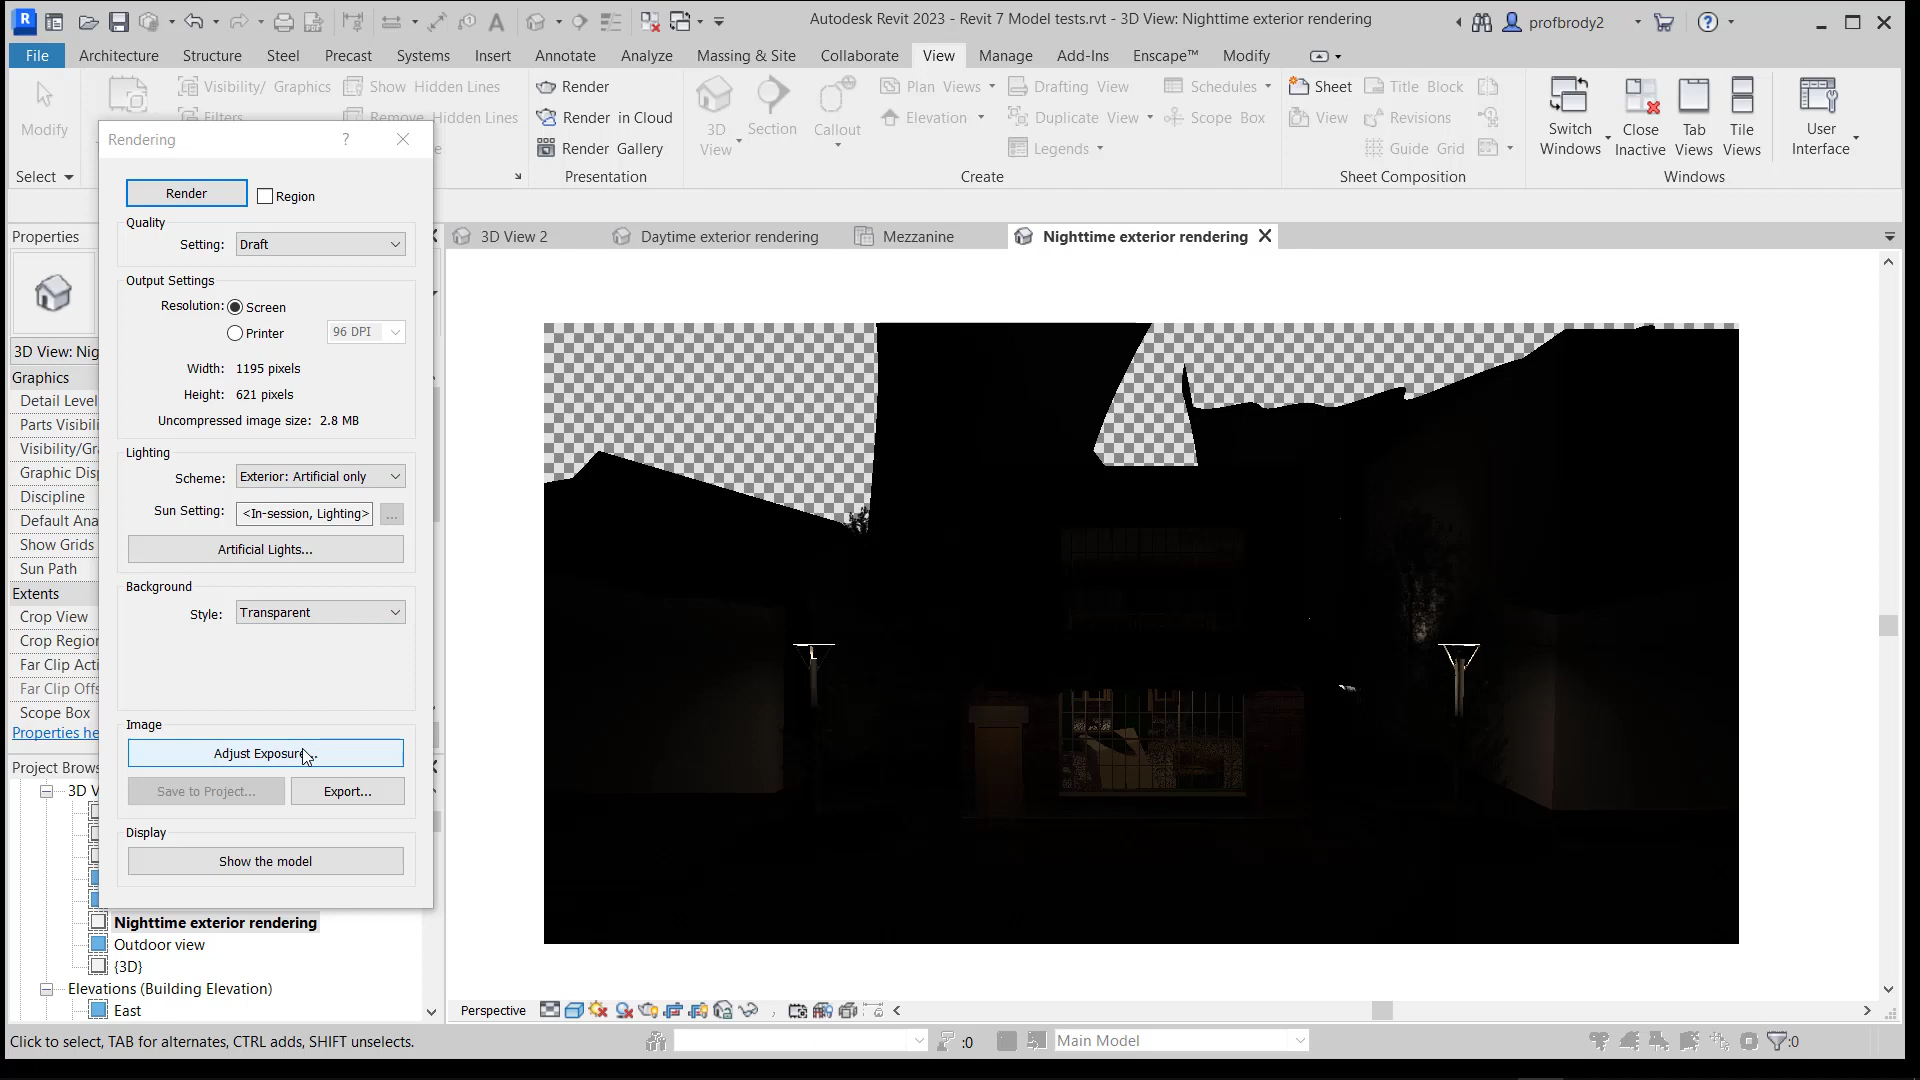 Autodesk Revit 2023 - Revit 7 Model tests.rvt - 3D View: Nighttime exterior rendering
profbrody2
File Architecture Structure Steel Precast Systems Insert Annotate Analyze Massing & Site Collaborate View Manage Add-Ins Enscape™ Modify
Modify
Visibility/ Graphics
Filters
Show Hidden Lines
Remove Hidden Lines
Render
Render in Cloud
Render Gallery
3D View
Section
Callout
Plan Views
Elevation
Drafting View
Duplicate View
Legends
Schedules
Scope Box
Sheet
View
Title Block
Revisions
Guide Grid
Switch Windows
Close Inactive
Tab Views
Tile Views
User Interface
Select
Presentation
Create
Sheet Composition
Windows
Properties
3D View 2
Daytime exterior rendering
Mezzanine
Nighttime exterior rendering
Rendering
?
Render
Region
Quality
Setting: Draft
Output Settings
Resolution: Screen
Printer 96 DPI
Width: 1195 pixels
Height: 621 pixels
Uncompressed image size: 2.8 MB
Lighting
Scheme: Exterior: Artificial only
Sun Setting: <In-session, Lighting> ...
Artificial Lights...
Background
Style: Transparent
Image
Adjust Exposure...
Save to Project... Export...
Display
Show the model
3D View: Nig
Graphics
Detail Level
Parts Visibili
Visibility/Gra
Graphic Disp
Discipline
Default Ana
Show Grids
Sun Path
Extents
Crop View
Crop Region
Far Clip Acti
Far Clip Offs
Scope Box
Properties he
Project Brows
3D V
Nighttime exterior rendering
Outdoor view
{3D}
Elevations (Building Elevation)
East
Perspective
Click to select, TAB for alternates, CTRL adds, SHIFT unselects.
:0
Main Model
:0